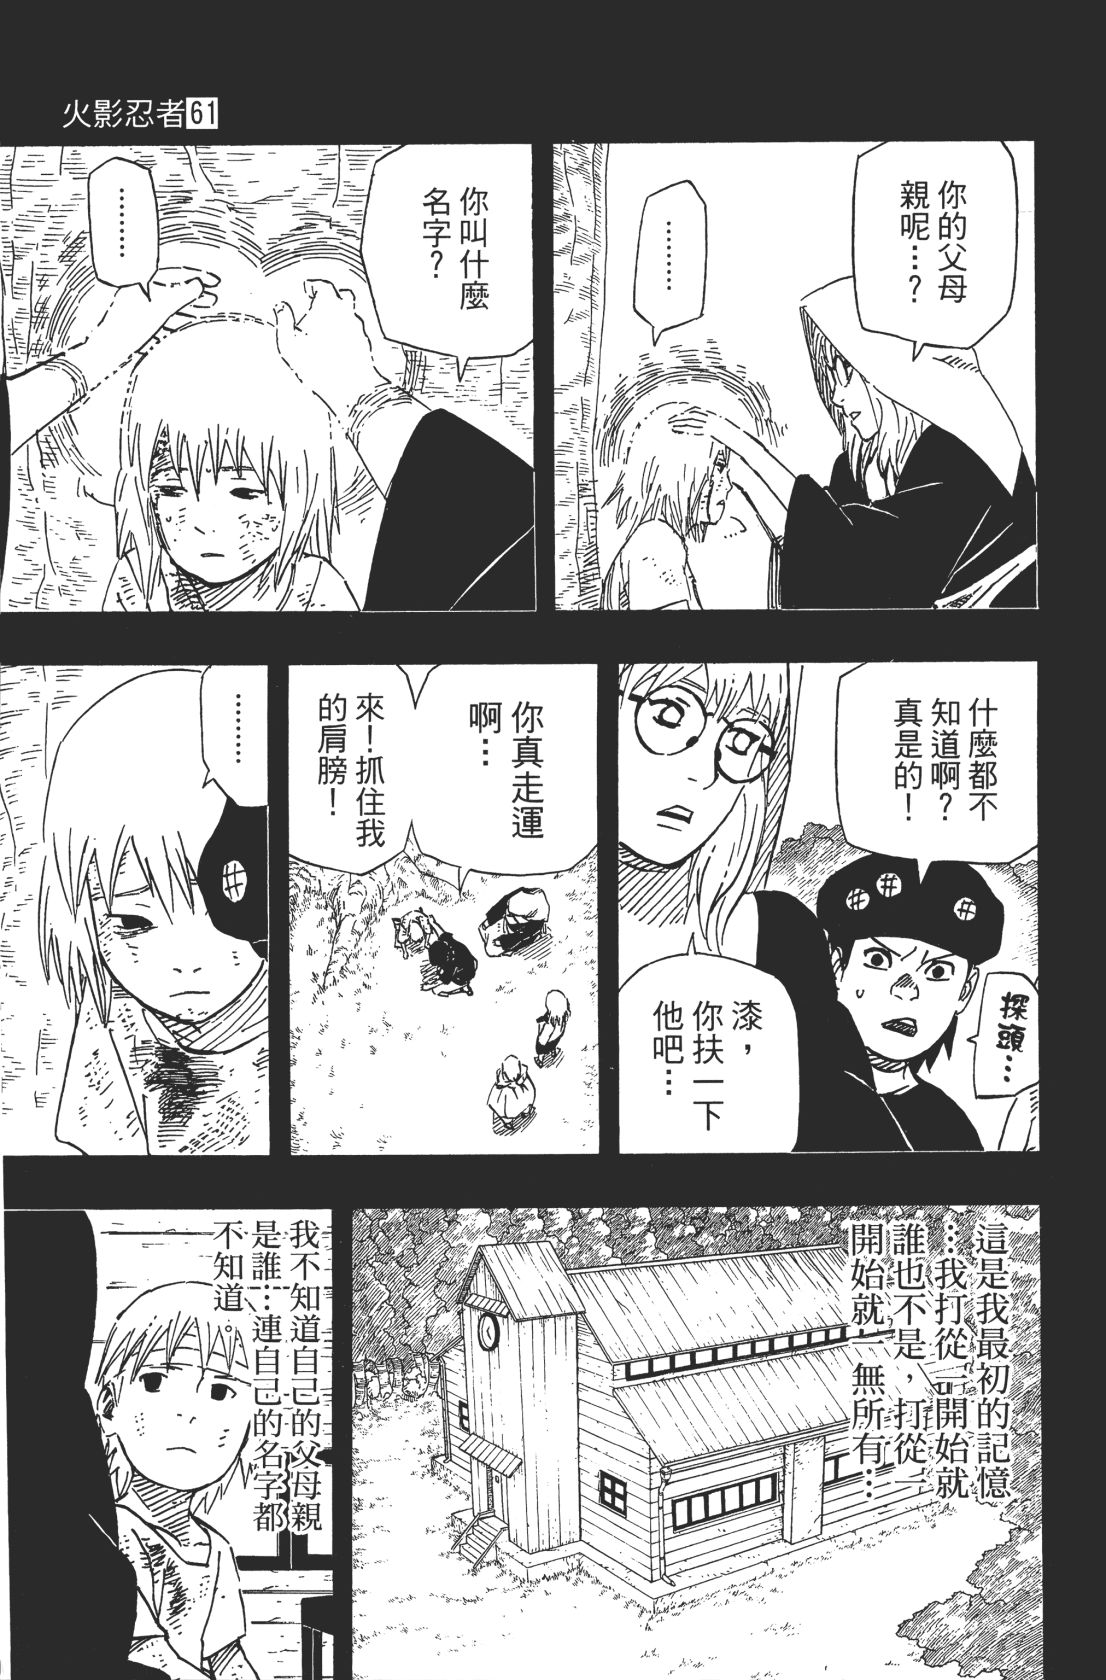 火影忍者61
你的父母
親呢…?
………
你叫什麼
名字?
………
什麼都不
知道啊?
真是的!
探頭…
漆,
你扶一下
他吧…
你真走運
啊…
來!抓住我
的肩膀!
………
這是我最初的記憶
…我打從一開始就
誰也不是,打從一
開始就一無所有…
我不知道自己的父母親
是誰…連自己的名字都
不知道。